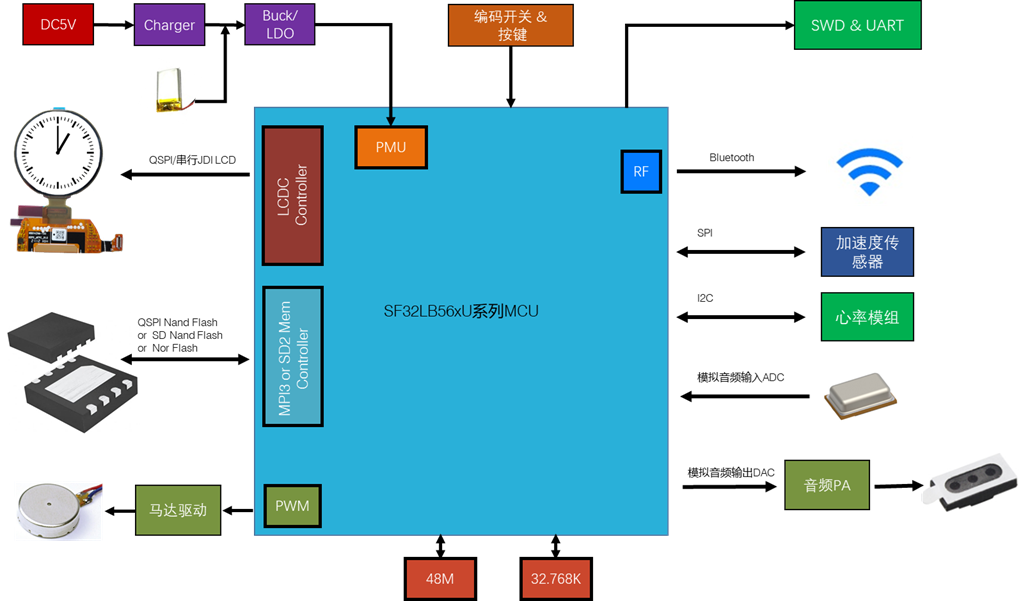 DC5V
Charger
Buck/
LDO
编码开关 &
按键
SWD & UART
QSPI/串行JDI LCD
LCDC
Controller
PMU
RF
Bluetooth
SPI
加速度传
感器
I2C
心率模组
SF32LB56xU系列MCU
QSPI Nand Flash
or SD Nand Flash
or Nor Flash
MPI3 or SD2 Mem
Controller
模拟音频输入ADC
模拟音频输出DAC
音频PA
马达驱动
PWM
48M
32.768K